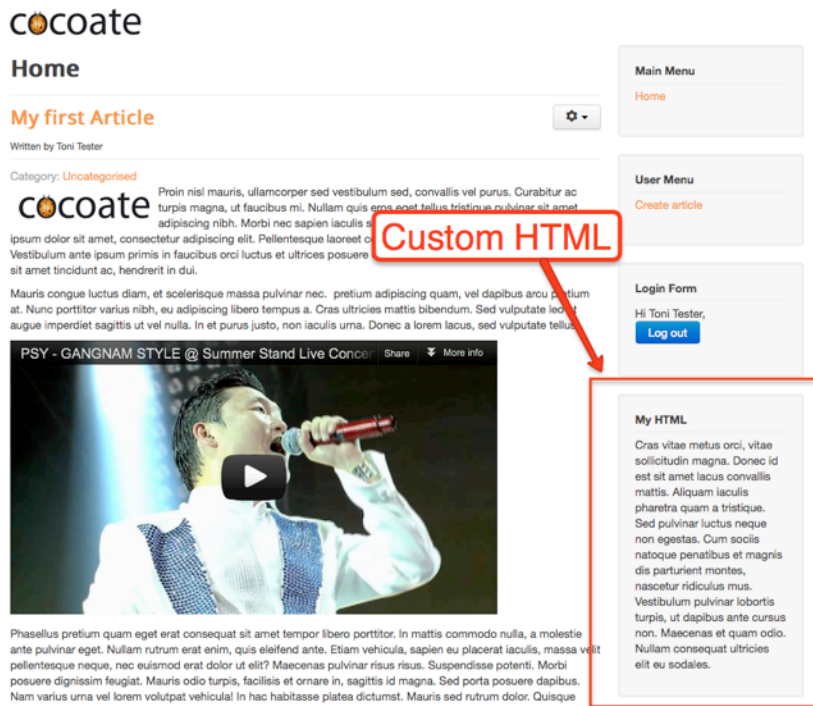 cocoate
Home
My first Article
Written by Toni Tester
Category: Uncategorised
cocoate
Proin nisl mauris, ullamcorper sed vestibulum sed, convallis vel purus. Curabitur ac
turpis magna, ut faucibus mi. Nullam quis eros eget tellus tristique pulvinar sit amet
adipiscing nibh. Morbi nec sapien iaculis
ipsum dolor sit amet, consectetur adipiscing elit. Pellentesque laoreet
Vestibulum ante ipsum primis in faucibus orci luctus et ultrices posuere
sit amet tincidunt ac, hendrerit in dui.
Mauris congue luctus diam, et scelerisque massa pulvinar nec. pretium adipiscing quam, vel dapibus arcu pretium
at. Nunc porttitor varius nibh, eu adipiscing libero tempus a. Cras ultricies mattis bibendum. Sed vulputate leo
augue imperdiet sagittis ut vel nulla. In et purus justo, non iaculis urna. Donec a lorem lacus, sed vulputate tellus
PSY - GANGNAM STYLE @ Summer Stand Live Concer Share More info
Phasellus pretium quam eget erat consequat sit amet tempor libero porttitor. In mattis commodo nulla, a molestie
ante pulvinar eget. Nullam rutrum erat enim, quis eleifend ante. Etiam vehicula, sapien eu placerat iaculis, massa velit
pellentesque neque, nec euismod erat dolor ut elit? Maecenas pulvinar risus risus. Suspendisse potenti. Morbi
posuere dignissim feugiat. Mauris odio turpis, facilisis et ornare in, sagittis id magna. Sed porta posuere dapibus.
Nam varius urna vel lorem volutpat vehicula! In hac habitasse platea dictumst. Mauris sed rutrum dolor. Quisque
Custom HTML
Main Menu
Home
User Menu
Create article
Login Form
Hi Toni Tester,
Log out
My HTML
Cras vitae metus orci, vitae
sollicitudin magna. Donec id
est sit amet lacus convallis
mattis. Aliquam iaculis
pharetra quam a tristique.
Sed pulvinar luctus neque
non egestas. Cum sociis
natoque penatibus et magnis
dis parturient montes,
nascetur ridiculus mus.
Vestibulum pulvinar lobortis
turpis, ut dapibus ante cursus
non. Maecenas et quam odio.
Nullam consequat ultricies
elit eu sodales.